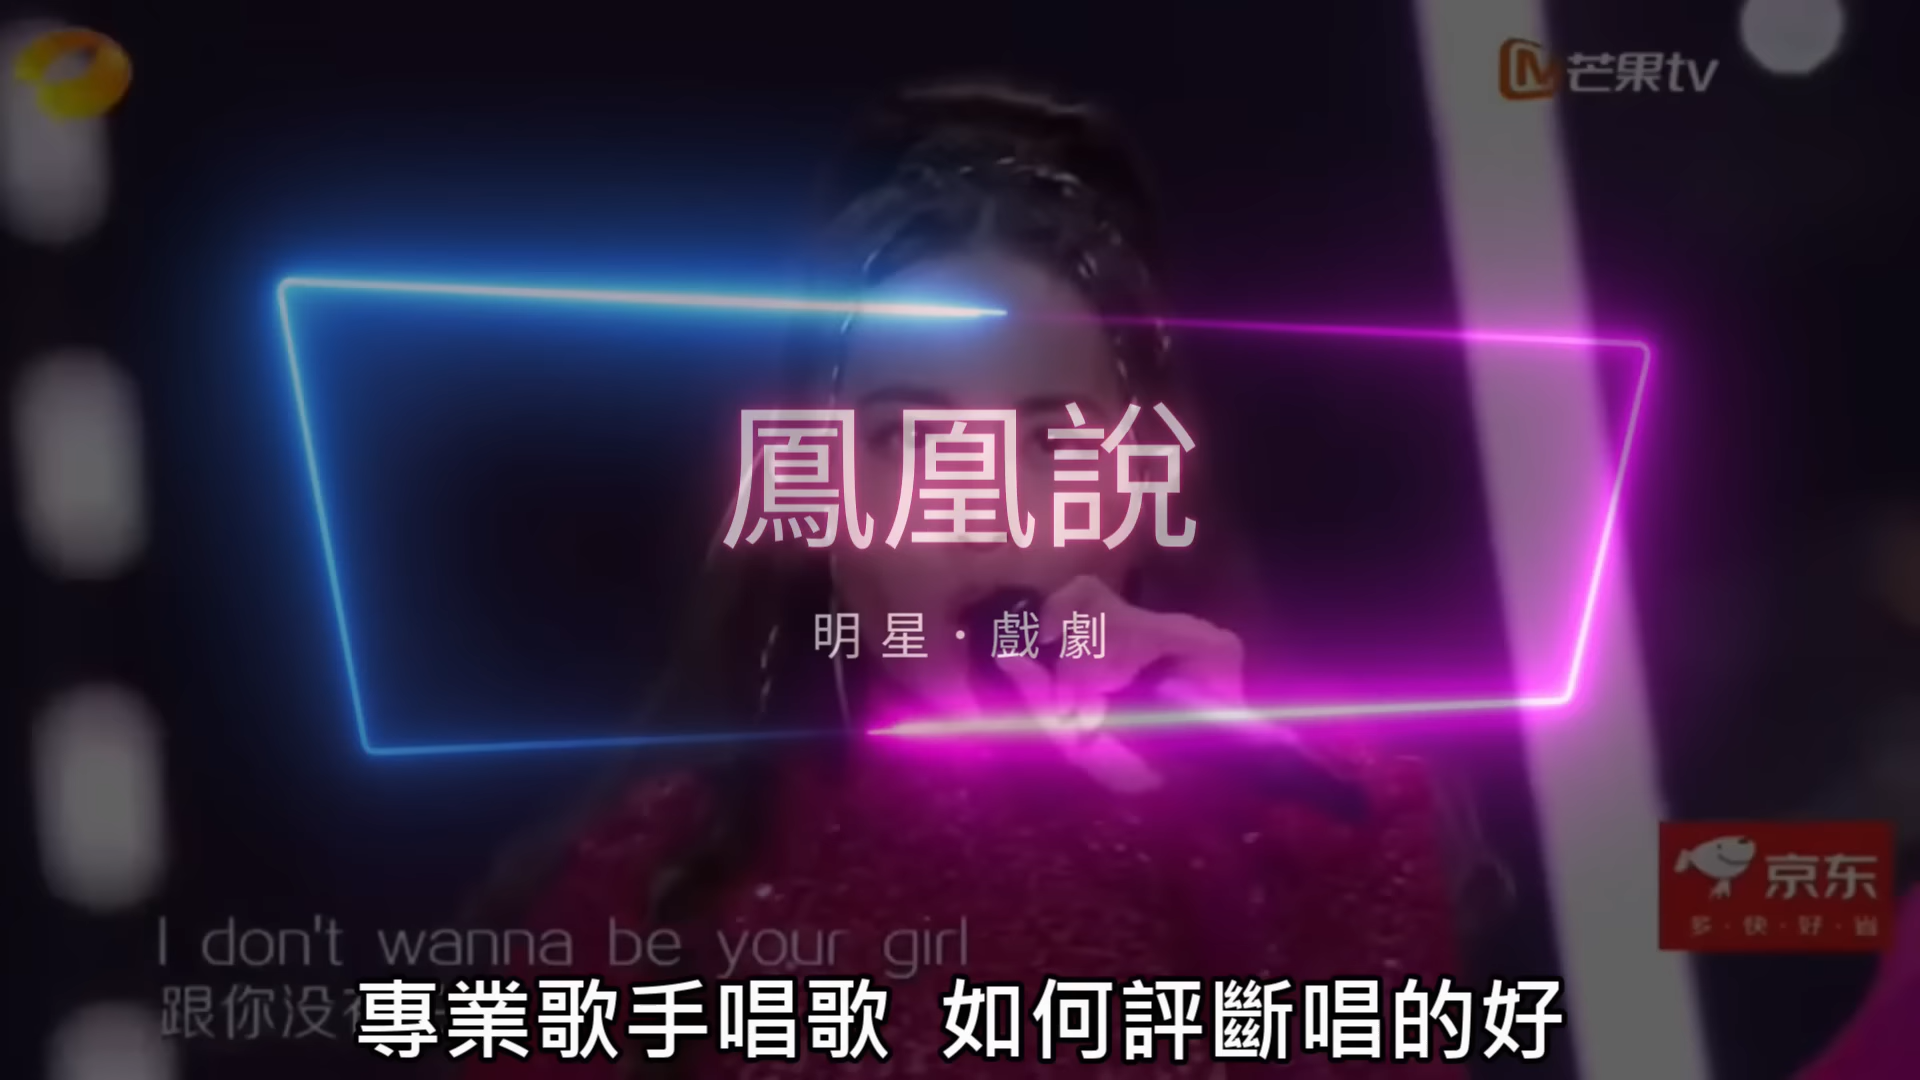 芒果tv
鳳凰說
明星·戲劇
京东
多·快·好·省
I don't wanna be your girl
跟你没
專業歌手唱歌 如何評斷唱的好